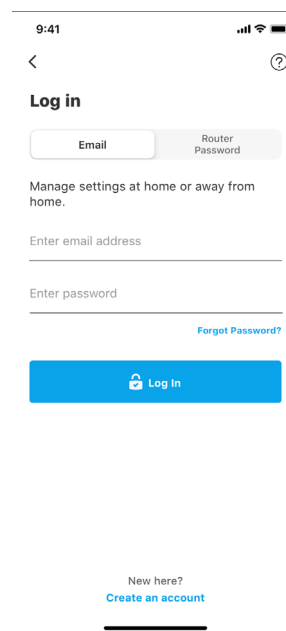 9:41
?
Log in
Email
Router
Password
Manage settings at home or away from
home.
Enter email address
Enter password
Forgot Password?
Log In
New here?
Create an account